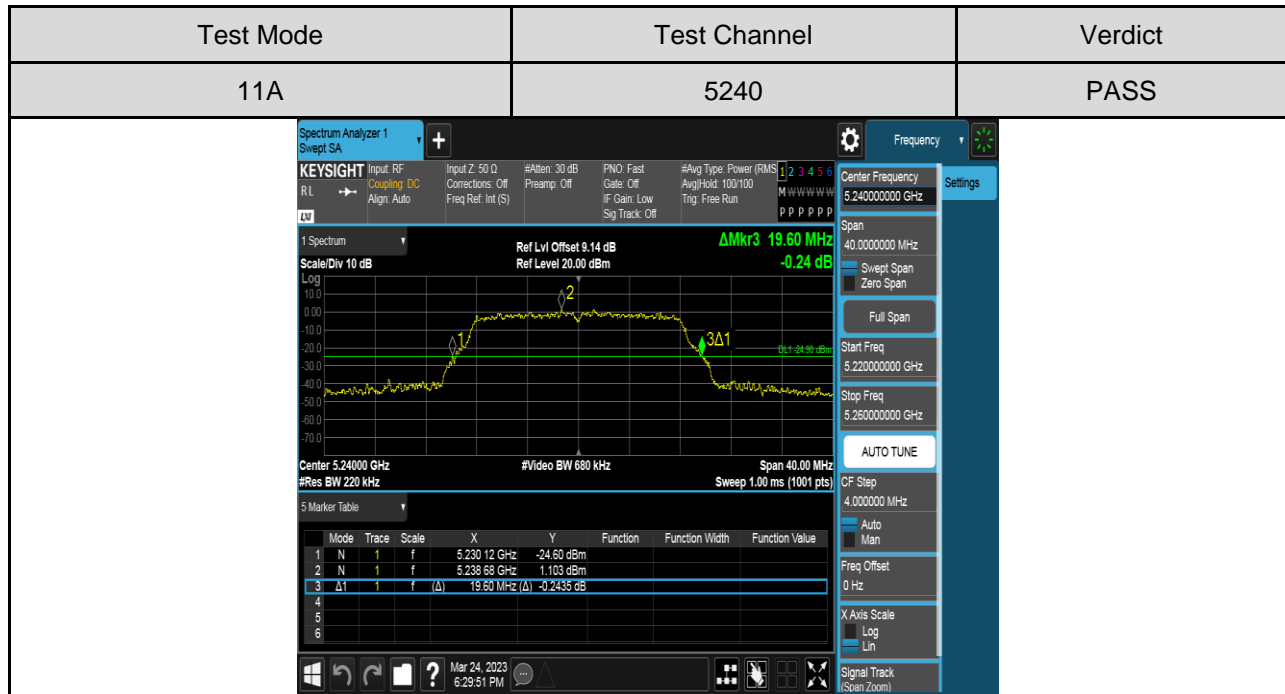 Test Mode Test Channel Verdict
11A 5240 PASS
Spectrum Analyzer 1
Swept SA
+
Frequency
KEYSIGHT Input: RF Input Z: 50 Ω #Atten: 30 dB PNO: Fast #Avg Type: Power (RMS 1 2 3 4 5 6
RL Coupling: DC Corrections: Off Preamp: Off Gate: Off Avg|Hold: 100/100 M W W W W W
Align: Auto Freq Ref: Int (S) IF Gain: Low Trig: Free Run
LXI Sig Track: Off P P P P P P
1 Spectrum
Ref Lvl Offset 9.14 dB ΔMkr3 19.60 MHz
Scale/Div 10 dB Ref Level 20.00 dBm -0.24 dB
Log
10.0
0.00
-10.0
-20.0
-30.0
-40.0
-50.0
-60.0
-70.0
2
1
3Δ1
DL1 -24.90 dBm
Center 5.24000 GHz #Video BW 680 kHz Span 40.00 MHz
#Res BW 220 kHz Sweep 1.00 ms (1001 pts)
5 Marker Table
Mode Trace Scale X Y Function Function Width Function Value
1 N 1 f 5.230 12 GHz -24.60 dBm
2 N 1 f 5.238 68 GHz 1.103 dBm
3 Δ1 1 f (Δ) 19.60 MHz (Δ) -0.2435 dB
4
5
6
?
Mar 24, 2023
6:29:51 PM
Center Frequency
5.240000000 GHz
Settings
Span
40.0000000 MHz
Swept Span
Zero Span
Full Span
Start Freq
5.220000000 GHz
Stop Freq
5.260000000 GHz
AUTO TUNE
CF Step
4.000000 MHz
Auto
Man
Freq Offset
0 Hz
X Axis Scale
Log
Lin
Signal Track
(Span Zoom)